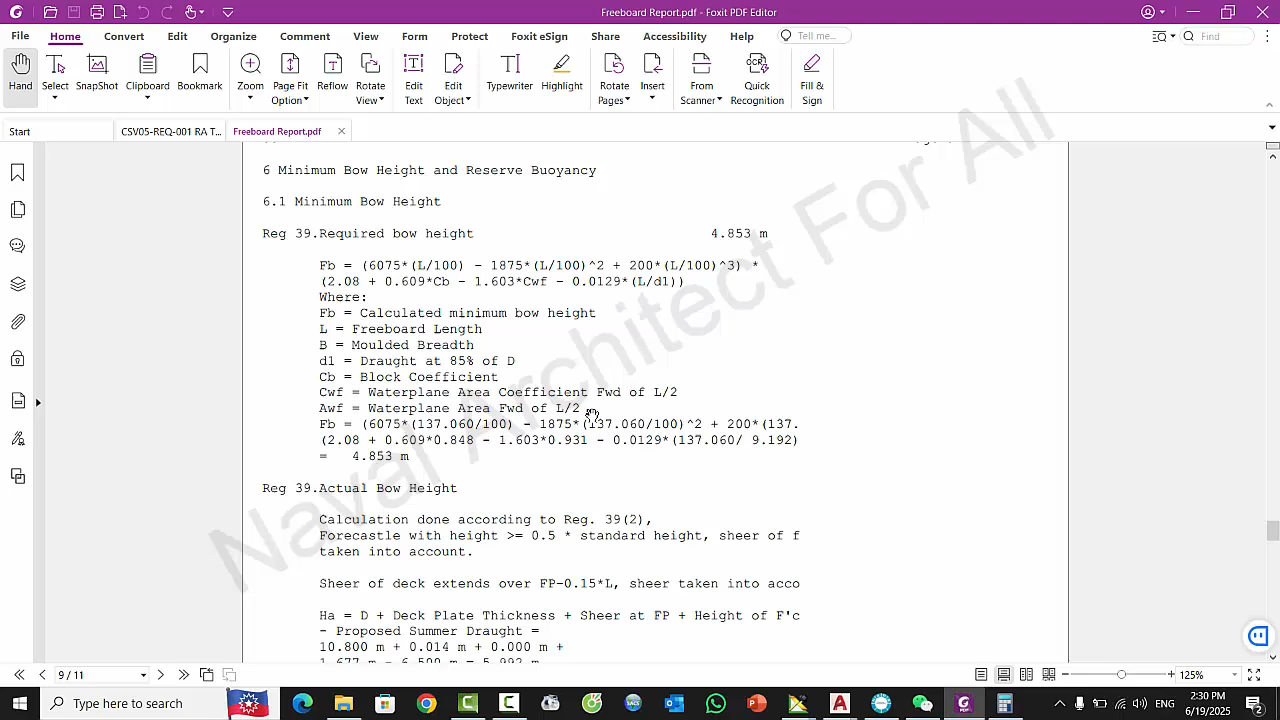 Freeboard Report.pdf - Foxit PDF Editor
File Home Convert Edit Organize Comment View Form Protect Foxit eSign Share Accessibility Help Tell me... Find
Hand Select SnapShot Clipboard Bookmark Zoom Page Fit Option Reflow Rotate View Edit Text Edit Object Typewriter Highlight Rotate Pages Insert From Scanner OCR Quick Recognition Fill & Sign
Start CSV05-REQ-001 RA T... Freeboard Report.pdf
6 Minimum Bow Height and Reserve Buoyancy
6.1 Minimum Bow Height
Reg 39.Required bow height 4.853 m
Fb = (6075*(L/100) - 1875*(L/100)^2 + 200*(L/100)^3) *
(2.08 + 0.609*Cb - 1.603*Cwf - 0.0129*(L/d1))
Where:
Fb = Calculated minimum bow height
L = Freeboard Length
B = Moulded Breadth
d1 = Draught at 85% of D
Cb = Block Coefficient
Cwf = Waterplane Area Coefficient Fwd of L/2
Awf = Waterplane Area Fwd of L/2
Fb = (6075*(137.060/100) - 1875*(137.060/100)^2 + 200*(137.
(2.08 + 0.609*0.848 - 1.603*0.931 - 0.0129*(137.060/ 9.192)
= 4.853 m
Reg 39.Actual Bow Height
Calculation done according to Reg. 39(2),
Forecastle with height >= 0.5 * standard height, sheer of f
taken into account.
Sheer of deck extends over FP-0.15*L, sheer taken into acco
Ha = D + Deck Plate Thickness + Sheer at FP + Height of F'c
- Proposed Summer Draught =
10.800 m + 0.014 m + 0.000 m +
1.677 m - 6.500 m = 5.992 m
Naval Architect For All
9 / 11 125%
Type here to search ENG 2:30 PM
6/19/2025